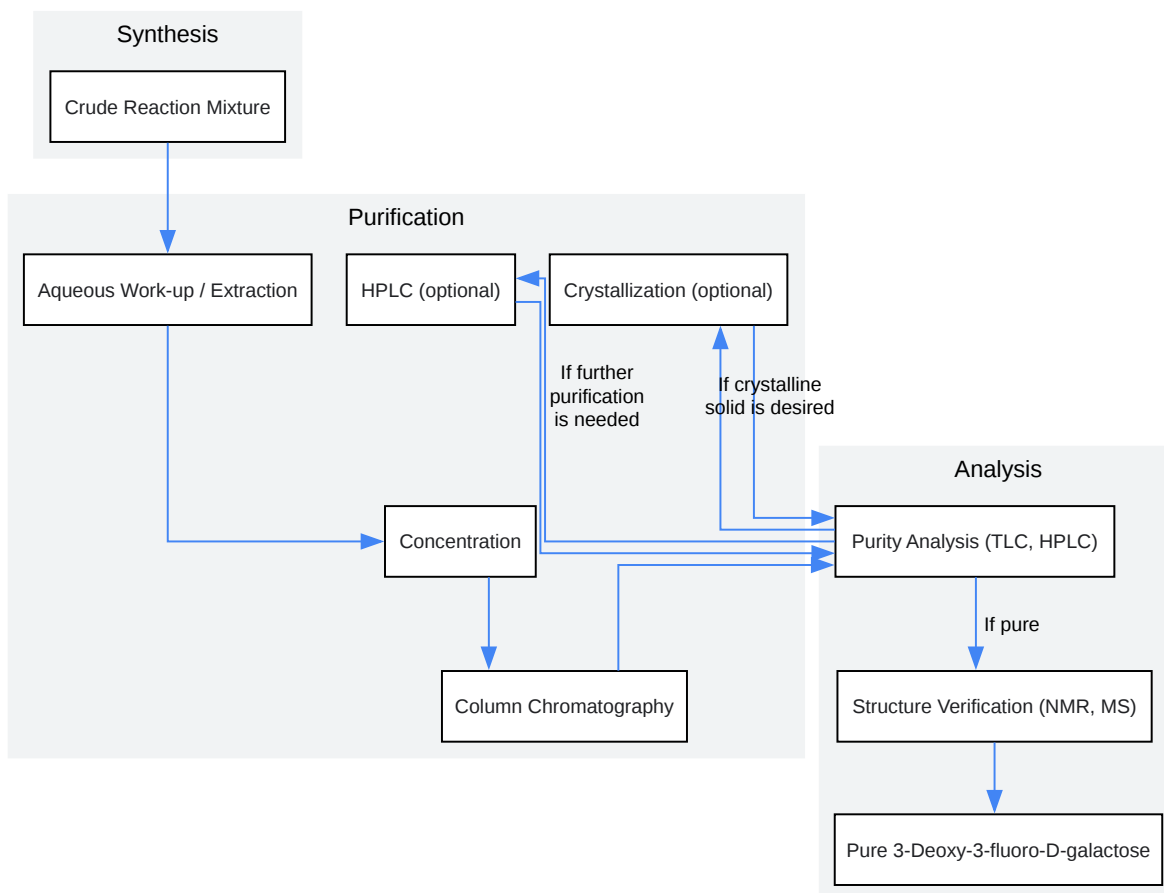 Synthesis
Crude Reaction Mixture
Purification
Aqueous Work-up / Extraction
HPLC (optional)
Crystallization (optional)
If further
purification
is needed
If crystalline
solid is desired
Analysis
Concentration
Purity Analysis (TLC, HPLC)
If pure
Column Chromatography
Structure Verification (NMR, MS)
Pure 3-Deoxy-3-fluoro-D-galactose